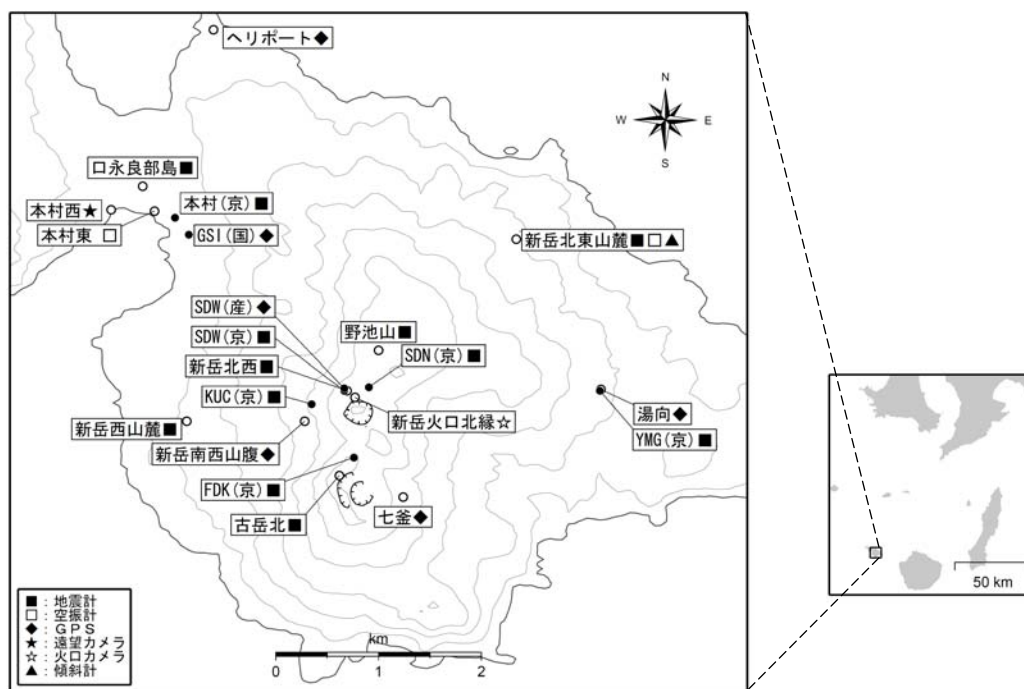 ヘリポート◆
N
W E
S
口永良部島■
本村西★
本村(京)■
本村東 □
GSI(国)◆
新岳北東山麓■□▲
SDW(産)◆
野池山■
SDW(京)■
SDN(京)■
新岳北西■
KUC(京)■
新岳火口北縁☆
湯向◆
新岳西山麓■
新岳南西山腹◆
YMG(京)■
FDK(京)■
七釜◆
古岳北■
■:地震計
□:空振計
◆:GPS
★:遠望カメラ
☆:火口カメラ
▲:傾斜計
km
0 1 2
50 km